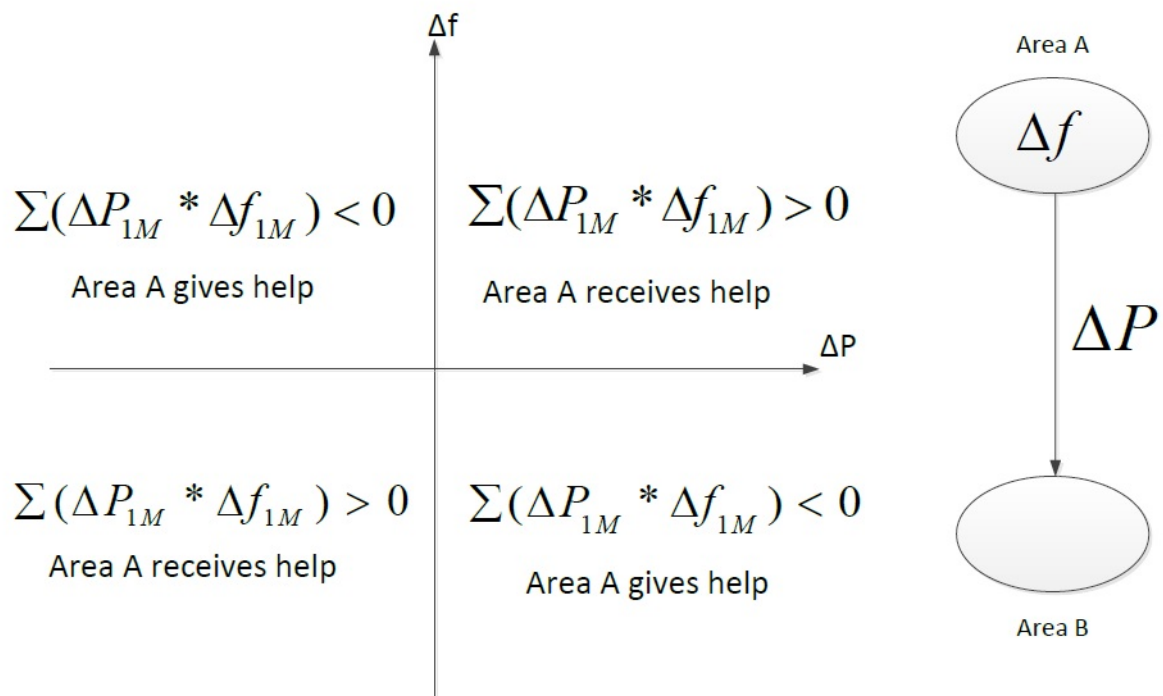 Δf
Σ(ΔP1M * Δf1M) < 0
Area A gives help
Σ(ΔP1M * Δf1M) > 0
Area A receives help
ΔP
Σ(ΔP1M * Δf1M) > 0
Area A receives help
Σ(ΔP1M * Δf1M) < 0
Area A gives help
Area A
Δf
ΔP
Area B